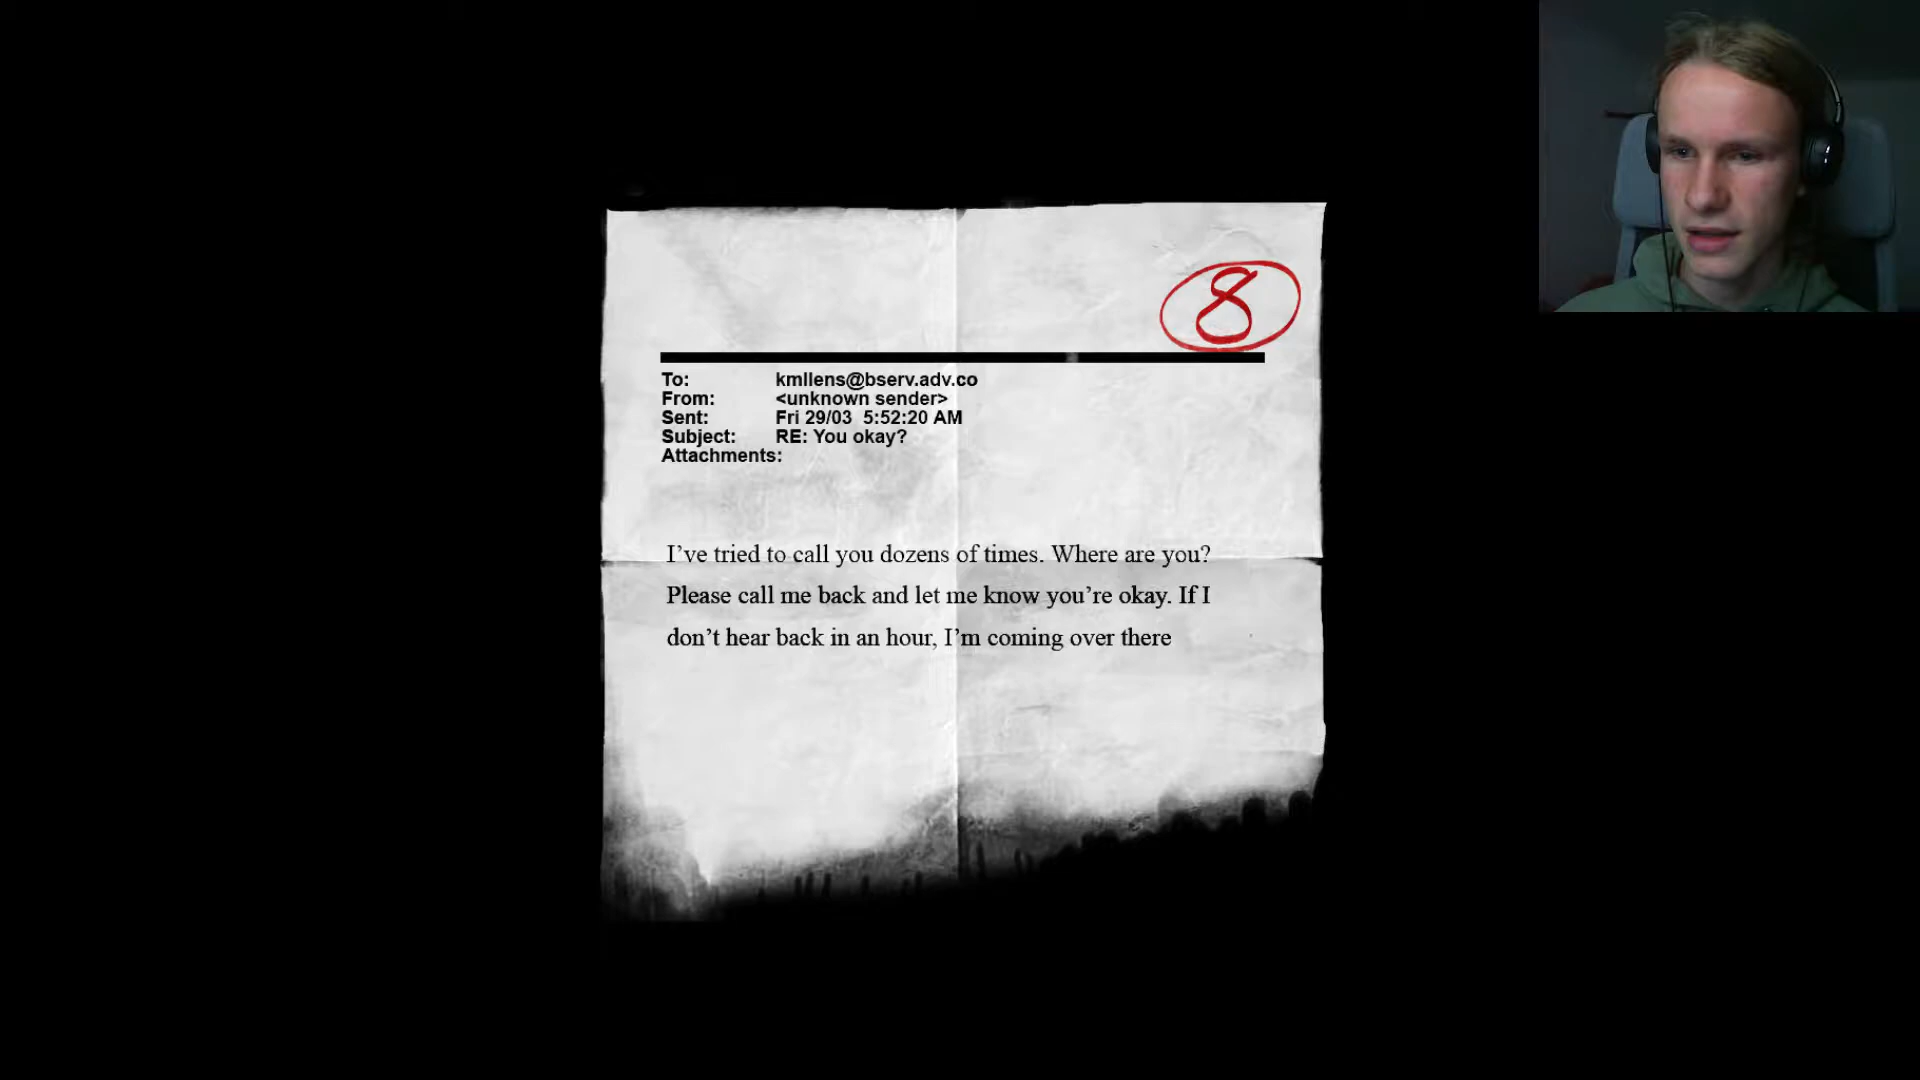 8
To: kmllens@bserv.adv.co
From: <unknown sender>
Sent: Fri 29/03 5:52:20 AM
Subject: RE: You okay?
Attachments:
I've tried to call you dozens of times. Where are you?
Please call me back and let me know you're okay. If I
don't hear back in an hour, I'm coming over there